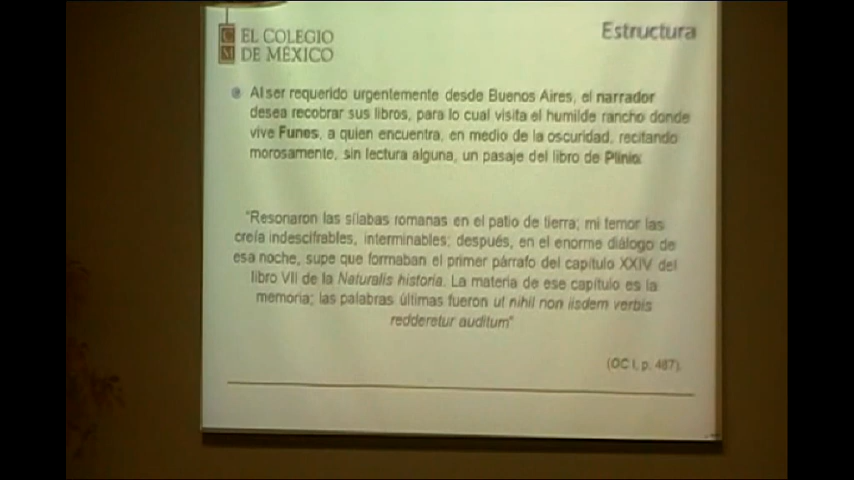 EL COLEGIO
DE MÉXICO
CM
Estructura
Al ser requerido urgentemente desde Buenos Aires, el narrador
desea recobrar sus libros, para lo cual visita el humilde rancho donde
vive Funes, a quien encuentra, en medio de la oscuridad, recitando
morosamente, sin lectura alguna, un pasaje del libro de Plinio:
"Resonaron las sílabas romanas en el patio de tierra; mi temor las
creía indescifrables, interminables; después, en el enorme diálogo de
esa noche, supe que formaban el primer párrafo del capítulo XXIV del
libro VII de la Naturalis historia. La materia de ese capítulo es la
memoria; las palabras últimas fueron ut nihil non iisdem verbis
redderetur auditum"
(OC I, p. 487).